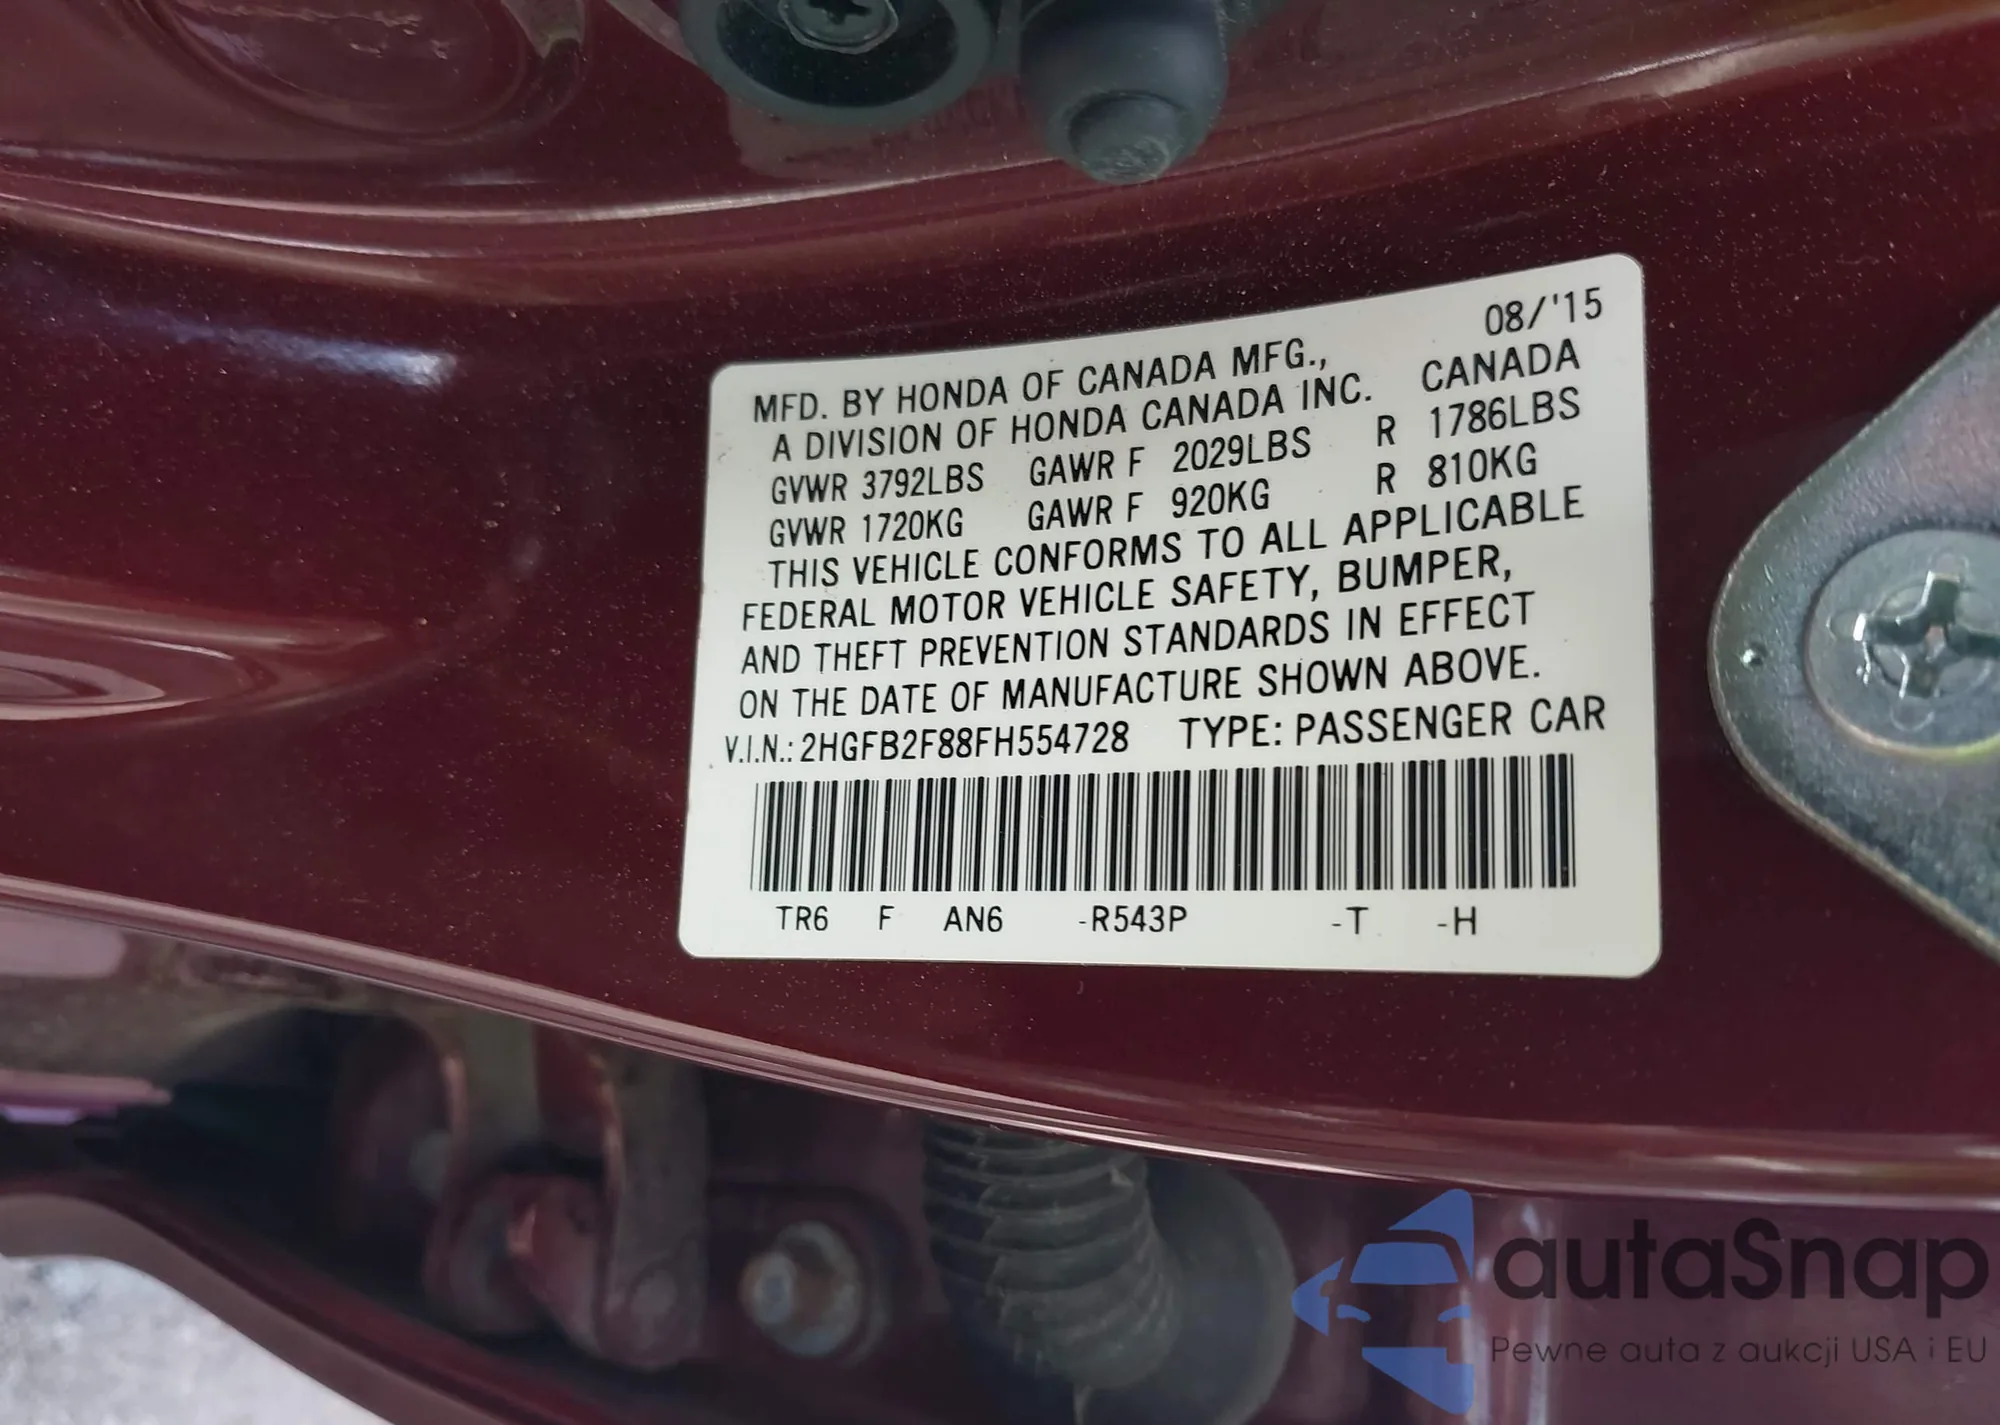 08/'15
MFD. BY HONDA OF CANADA MFG.,
A DIVISION OF HONDA CANADA INC. CANADA
GVWR 3792LBS GAWR F 2029LBS R 1786LBS
GVWR 1720KG GAWR F 920KG R 810KG
THIS VEHICLE CONFORMS TO ALL APPLICABLE
FEDERAL MOTOR VEHICLE SAFETY, BUMPER,
AND THEFT PREVENTION STANDARDS IN EFFECT
ON THE DATE OF MANUFACTURE SHOWN ABOVE.
V.I.N.: 2HGFB2F88FH554728 TYPE: PASSENGER CAR
TR6 F AN6 -R543P -T -H
autaSnap
Pewne auta z aukcji USA i EU